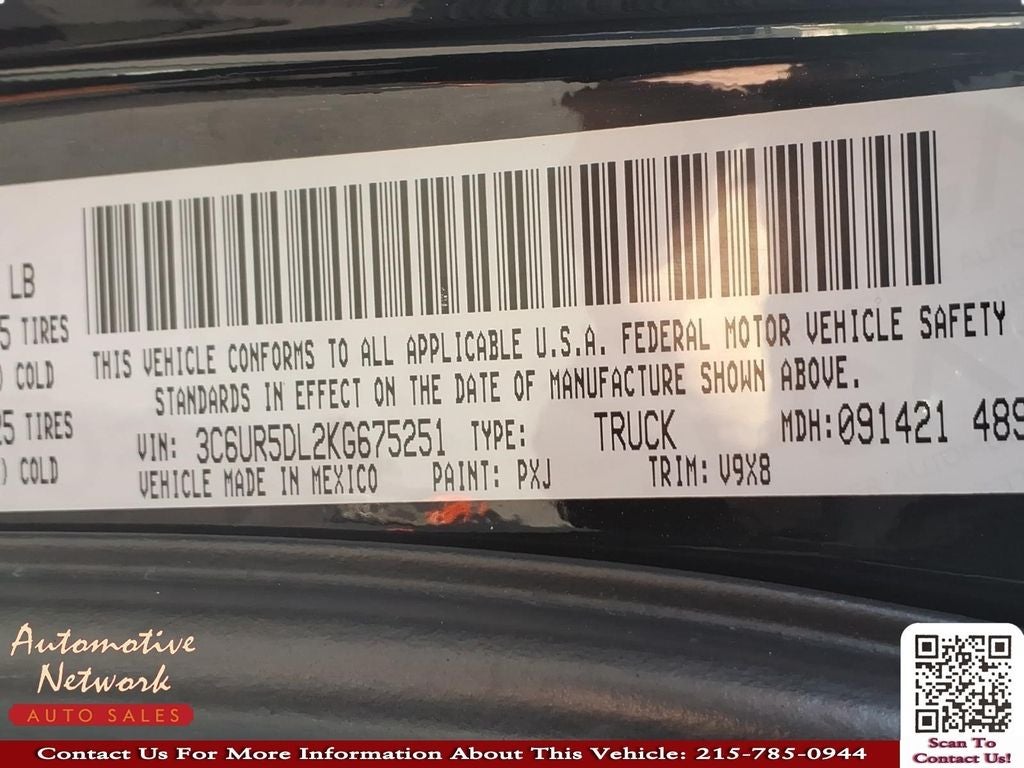 LB
5 TIRES
) COLD
25 TIRES
) COLD
THIS VEHICLE CONFORMS TO ALL APPLICABLE U.S.A. FEDERAL MOTOR VEHICLE SAFETY
STANDARDS IN EFFECT ON THE DATE OF MANUFACTURE SHOWN ABOVE.
VIN: 3C6UR5DL2KG675251 TYPE: TRUCK MDH:091421 489
VEHICLE MADE IN MEXICO PAINT: PXJ TRIM: V9X8
Automotive
Network
AUTO SALES
Scan To
Contact Us!
Contact Us For More Information About This Vehicle: 215-785-0944